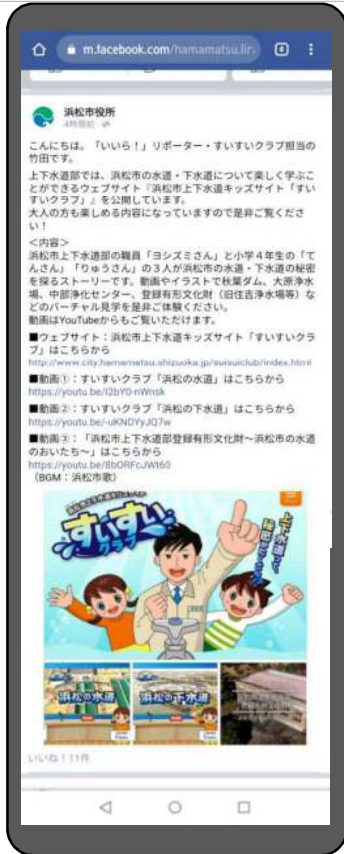 m.facebook.com/hamamatsu.lir
4
浜松市役所
4時間前
こんにちは。「いいら!」リポーター・すいすいクラブ担当の
竹田です。
上下水道部では、浜松市の水道・下水道について楽しく学ぶこ
とができるウェブサイト『浜松市上下水道キッズサイト「すい
すいクラブ」』を公開しています。
大人の方も楽しめる内容になっていますので是非ご覧くださ
い!
<内容>
浜松市上下水道部の職員「ヨシズミさん」と小学4年生の「て
んさん」「りゅうさん」の3人が浜松市の水道・下水道の秘密
を探るストーリーです。動画やイラストで秋葉ダム、大原浄水
場、中部浄化センター、登録有形文化財(旧住吉浄水場等)な
どのバーチャル見学を是非ご体験ください。
動画はYouTubeからもご覧いただけます。
■ウェブサイト:浜松市上下水道キッズサイト「すいすいクラ
ブ」はこちらから
http://www.city.hamamatsu.shizuoka.jp/suisuiclub/index.html
■動画①:すいすいクラブ「浜松の水道」はこちらから
https://youtu.be/I2bY0-nWnsk
■動画②:すいすいクラブ「浜松の下水道」はこちらから
https://youtu.be/-uKNDYyJQ7w
■動画③:「浜松市上下水道部登録有形文化財~浜松市の水道
のおいたち~」はこちらから
https://youtu.be/8bORFcJWt60
(BGM:浜松市歌)
浜松市上下水道キッズサイト
すいすい
クラブ
上下水道の
浜松の水道
浜松の下水道
いいね!11件